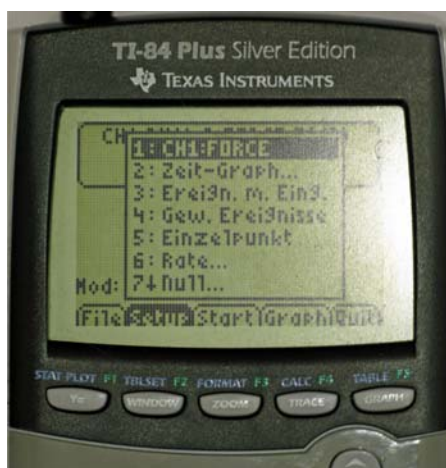 TI-84 Plus Silver Edition
TEXAS INSTRUMENTS
CH
1:CH1:FORCE
2:Zeit-Graph...
3:Ereign. m. Eing.
4:Gew. Ereignisse
5:Einzelpunkt
6:Rate...
Mod: 7↓Null...
File Setup Start Graph Quit
STAT PLOT F1 TBLSET F2 FORMAT F3 CALC F4 TABLE F5
Y= WINDOW ZOOM TRACE GRAPH